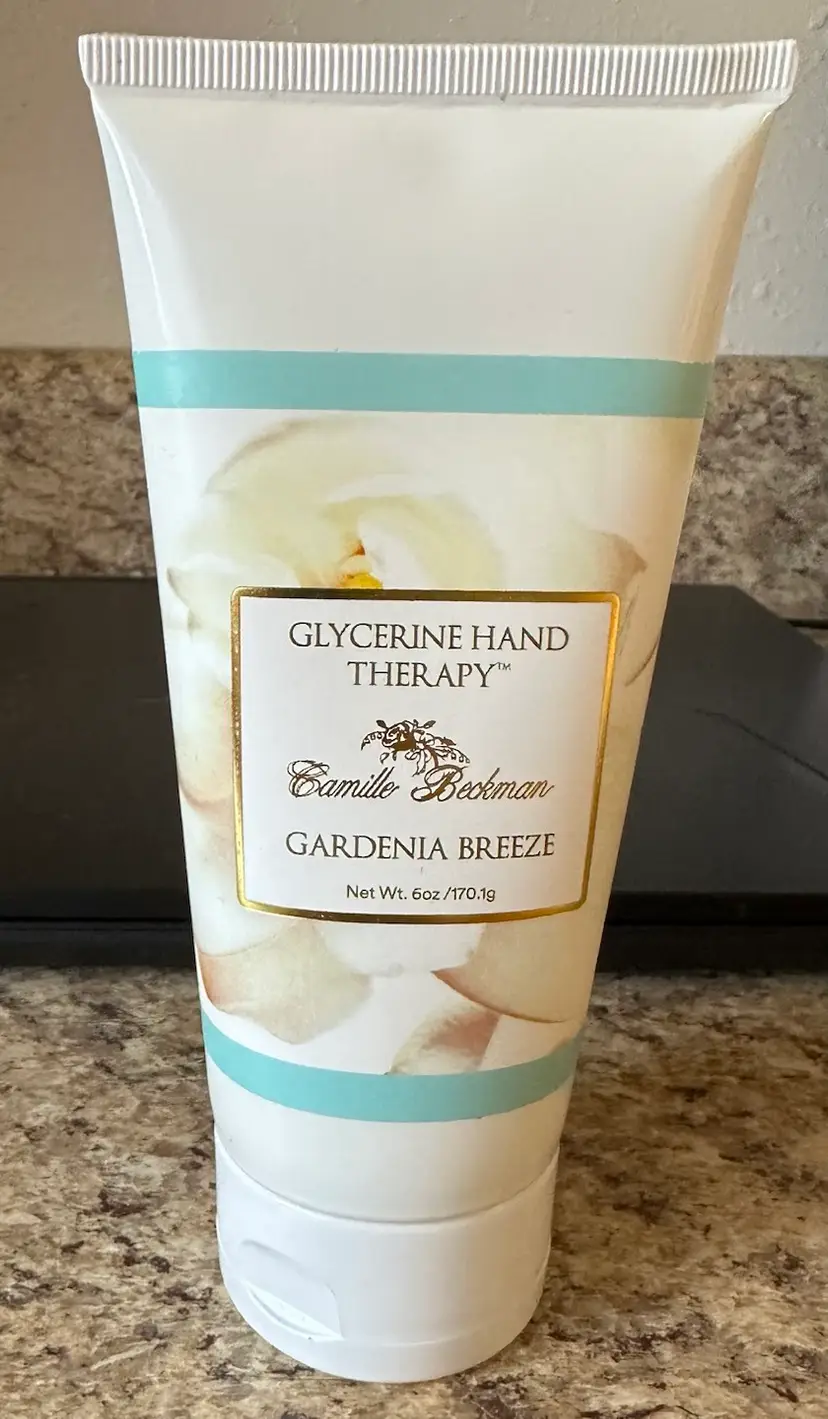 GLYCERINE HAND
THERAPY™
Camille Beckman
GARDENIA BREEZE
Net Wt. 6oz/170.1g